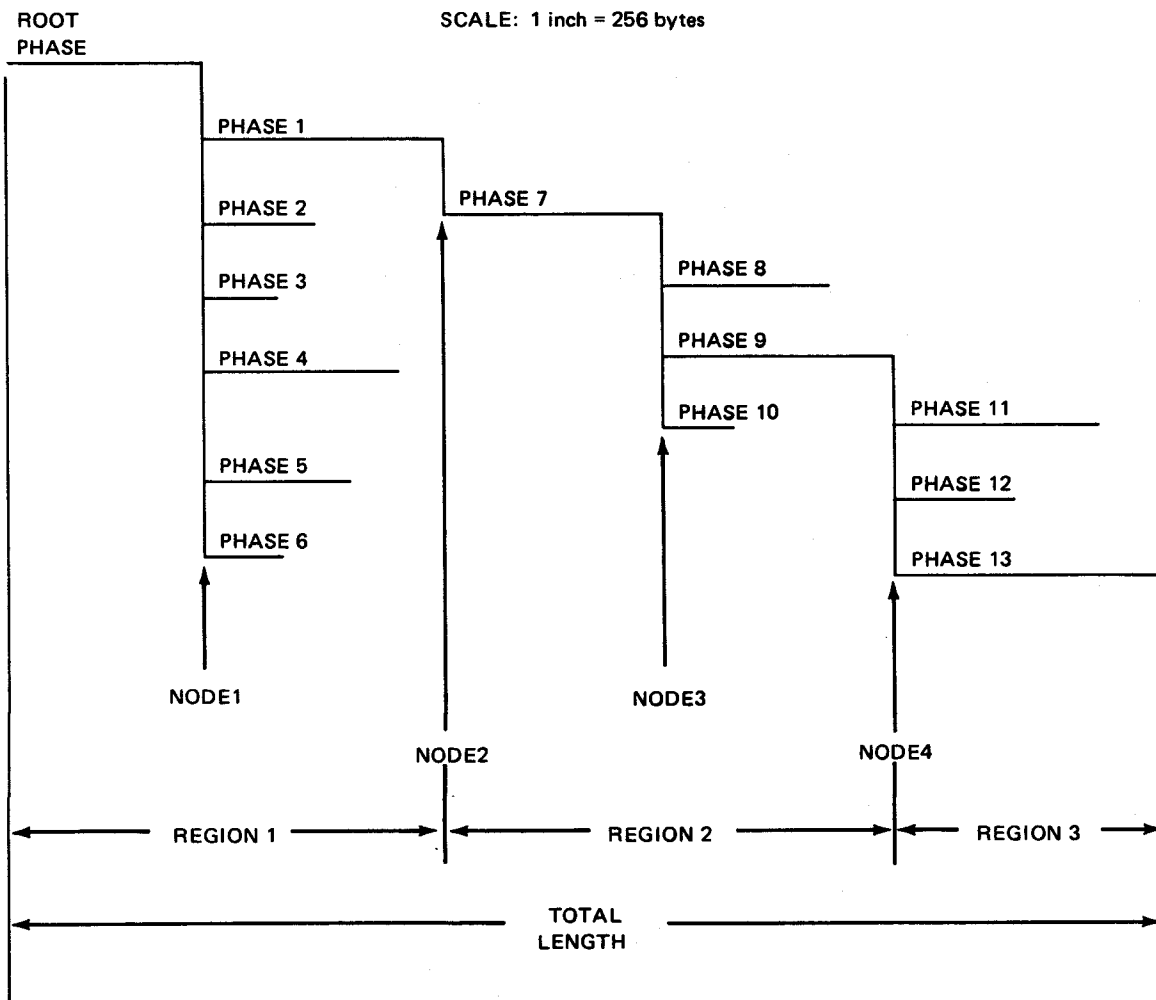 ROOT
PHASE
SCALE: 1 inch = 256 bytes
PHASE 1
PHASE 2
PHASE 3
PHASE 4
PHASE 5
PHASE 6
PHASE 7
PHASE 8
PHASE 9
PHASE 10
PHASE 11
PHASE 12
PHASE 13
NODE1
NODE2
NODE3
NODE4
REGION 1
REGION 2
REGION 3
TOTAL
LENGTH